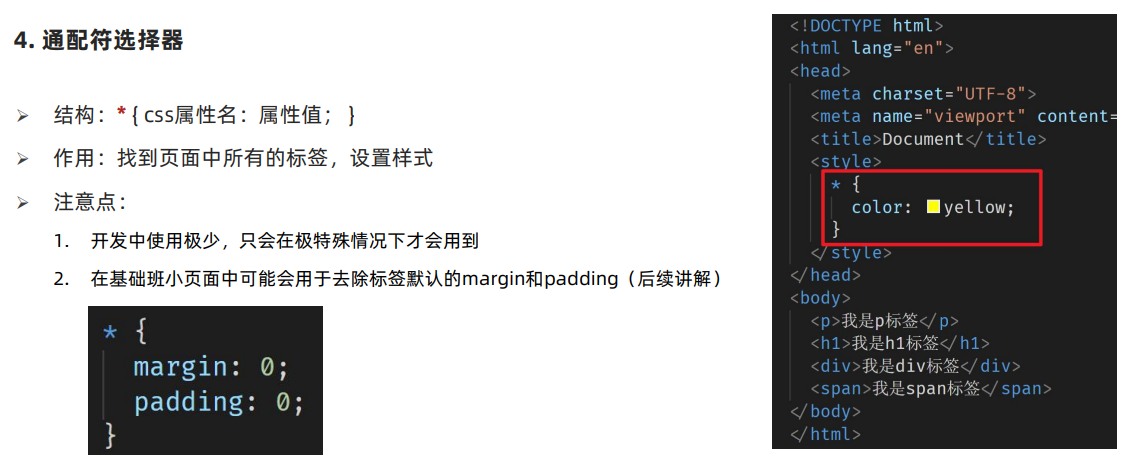 4. 通配符选择器
➢ 结构：* { css属性名：属性值； }
➢ 作用：找到页面中所有的标签，设置样式
➢ 注意点：
1. 开发中使用极少，只会在极特殊情况下才会用到
2. 在基础班小页面中可能会用于去除标签默认的margin和padding（后续讲解）
* {
margin: 0;
padding: 0;
}
<!DOCTYPE html>
<html lang="en">
<head>
<meta charset="UTF-8">
<meta name="viewport" content=
<title>Document</title>
<style>
* {
color: yellow;
}
</style>
</head>
<body>
<p>我是p标签</p>
<h1>我是h1标签</h1>
<div>我是div标签</div>
<span>我是span标签</span>
</body>
</html>